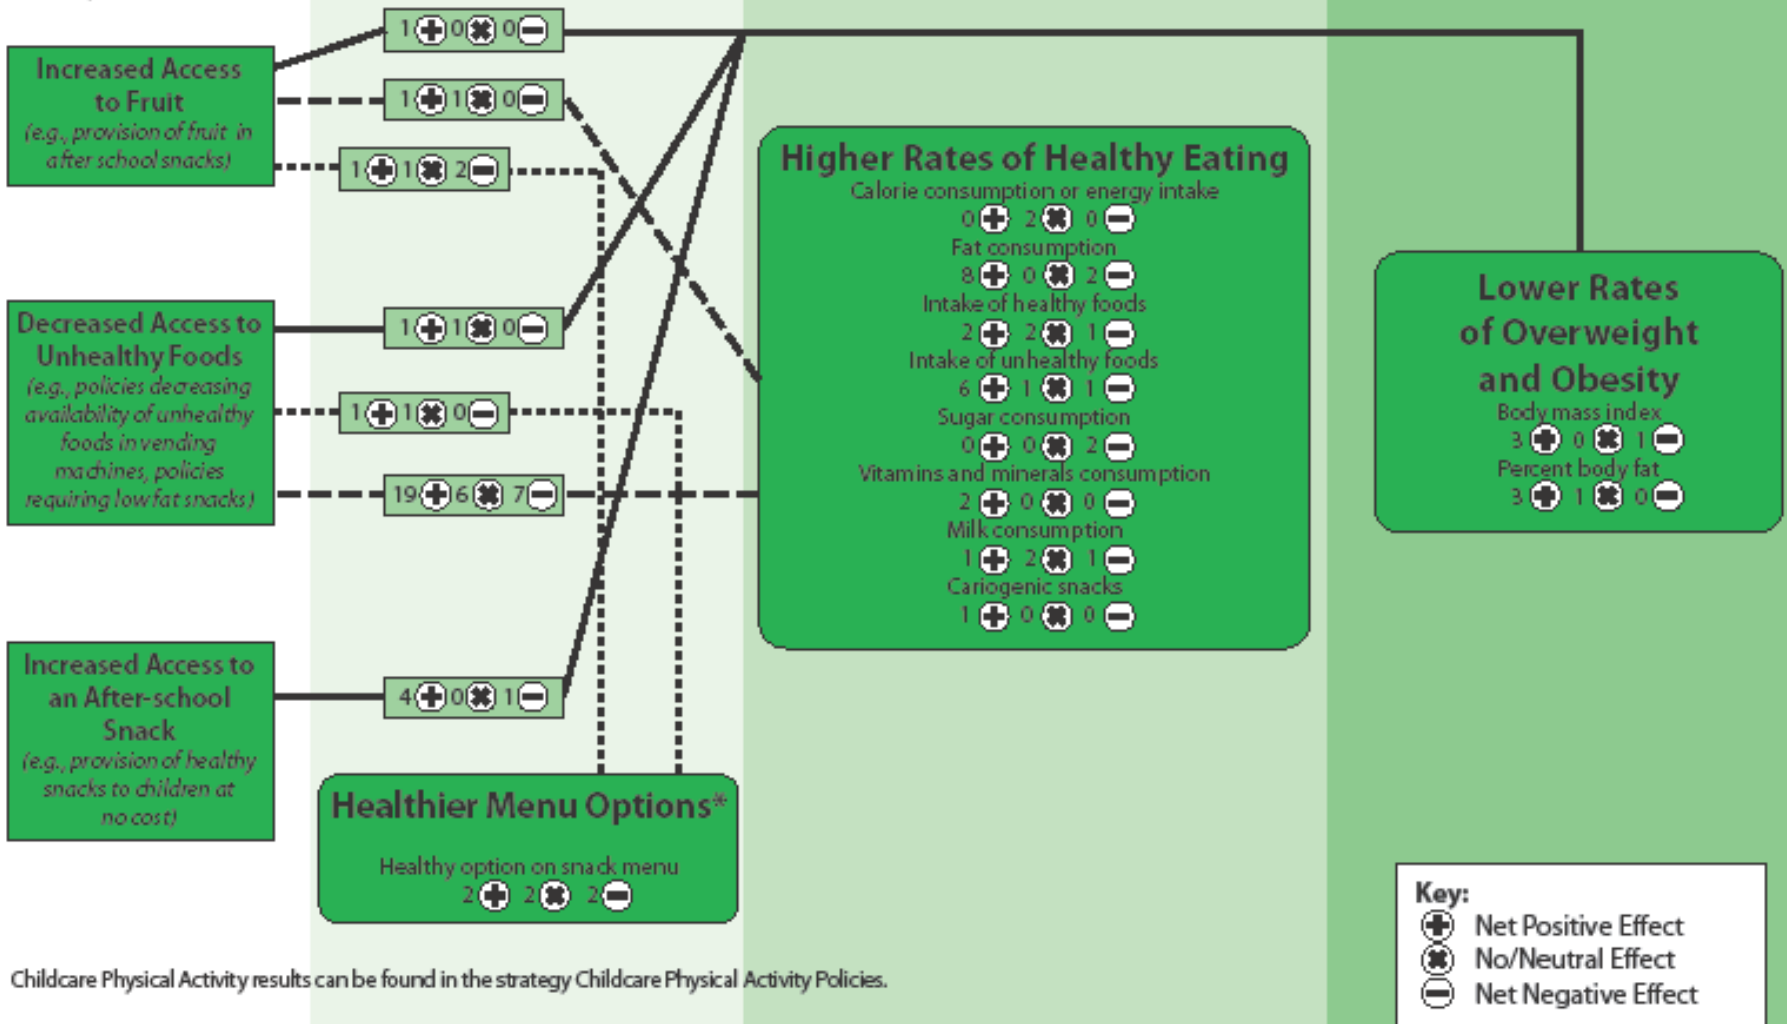 Increased Access
to Fruit
(e.g., provision of fruit in
after school snacks)
1 0 0
1 1 0
1 1 2
Decreased Access to
Unhealthy Foods
(e.g., policies decreasing
availability of unhealthy
foods in vending
machines, policies
requiring low fat snacks)
1 1 0
1 1 0
19 6 7
Increased Access to
an After-school
Snack
(e.g., provision of healthy
snacks to children at
no cost)
4 0 1
Healthier Menu Options*
Healthy option on snack menu
2 2 2
Higher Rates of Healthy Eating
Calorie consumption or energy intake
0 2 0
Fat consumption
8 0 2
Intake of healthy foods
2 2 1
Intake of unhealthy foods
6 1 1
Sugar consumption
0 0 2
Vitamins and minerals consumption
2 0 0
Milk consumption
1 2 1
Cariogenic snacks
1 0 0
Lower Rates
of Overweight
and Obesity
Body mass index
3 0 1
Percent body fat
3 1 0
Key:
Net Positive Effect
No/Neutral Effect
Net Negative Effect
Childcare Physical Activity results can be found in the strategy Childcare Physical Activity Policies.